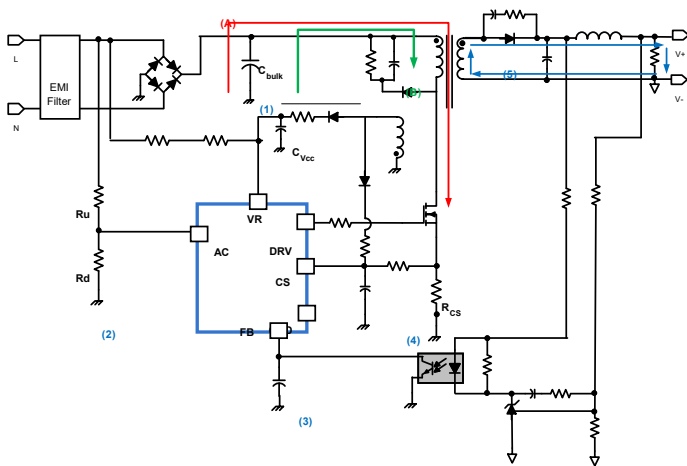 (A)
L
EMI
Filter
N
C bulk
(B)
(5)
V+
V-
(1)
C Vcc
VR
Ru
AC
DRV
Rd
CS
R CS
(2)
FB
(4)
(3)